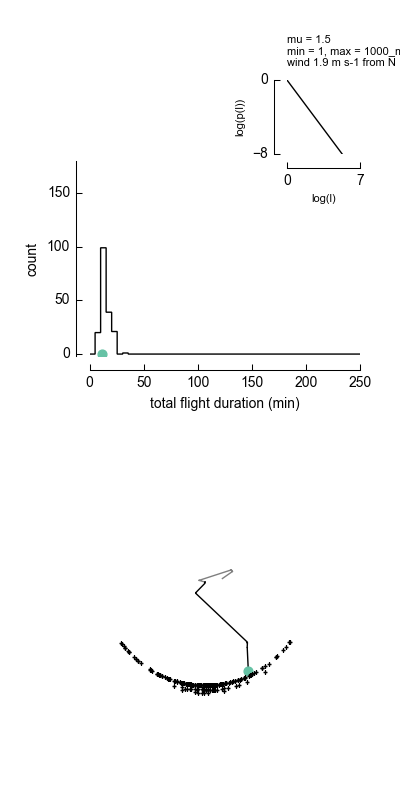 mu = 1.5
min = 1, max = 1000_m
wind 1.9 m s-1 from N
0
log(p(l))
−8
0 7
log(l)
150
100
50
0
count
0 50 100 150 200 250
total flight duration (min)